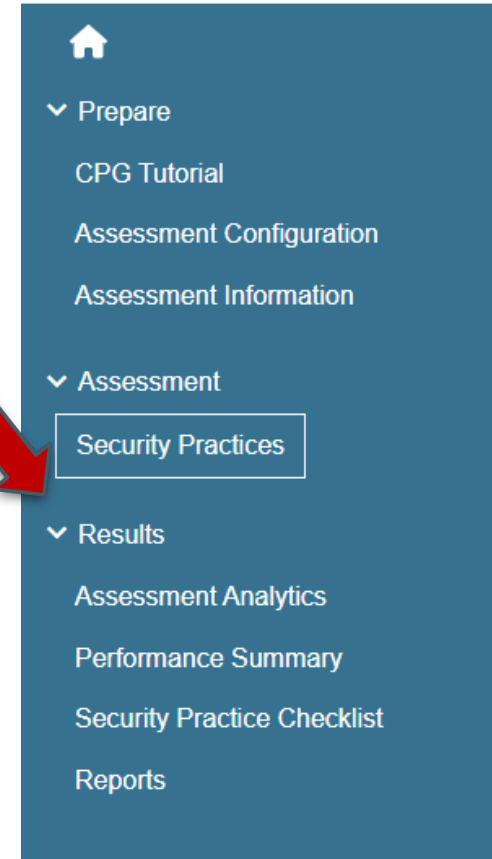 Prepare
CPG Tutorial
Assessment Configuration
Assessment Information
Assessment
Security Practices
Results
Assessment Analytics
Performance Summary
Security Practice Checklist
Reports